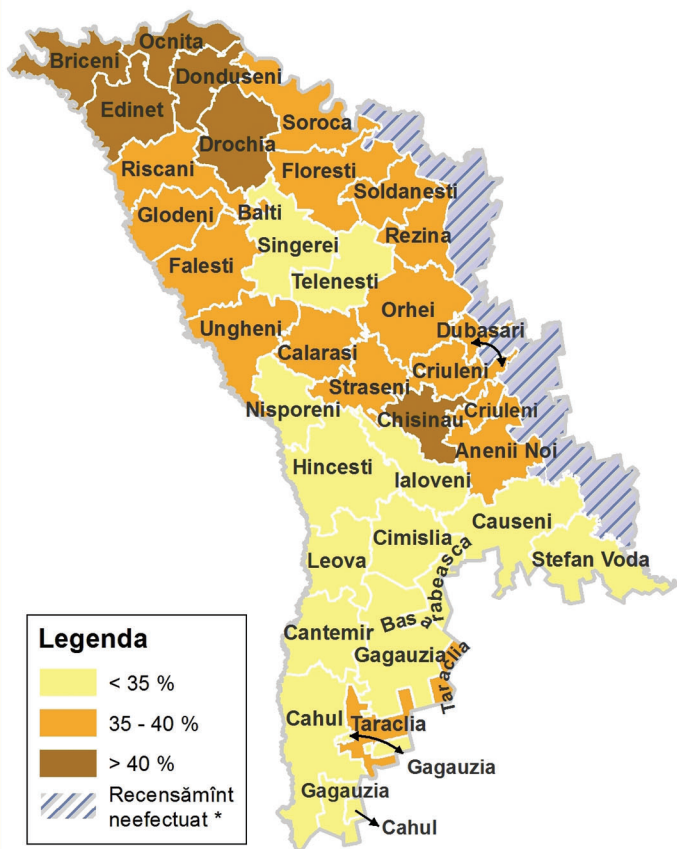 Ocnita
Briceni
Donduseni
Edinet
Soroca
Drochia
Riscani
Floresti
Soldanesti
Glodeni
Balti
Rezina
Singerei
Falesti
Telenesti
Orhei
Ungheni
Dubasari
Calarasi
Criuleni
Straseni
Nisporeni
Criuleni
Chisinau
Anenii Noi
Hincesti
Ialoveni
Causeni
Cimislia
Stefan Voda
Leova
Basarabeasca
Cantemir
Gagauzia
Taraclia
Cahul
Taraclia
Gagauzia
Gagauzia
Cahul
Legenda
< 35 %
35 - 40 %
> 40 %
Recensămînt
neefectuat *